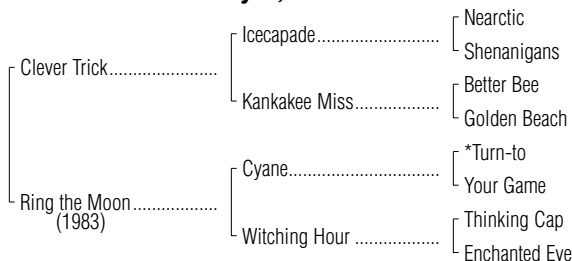 Nearctic
Icecapade
Shenanigans
Clever Trick
Better Bee
Kankakee Miss
Golden Beach
*Turn-to
Cyane
Your Game
Ring the Moon
(1983)
Thinking Cap
Witching Hour
Enchanted Eve